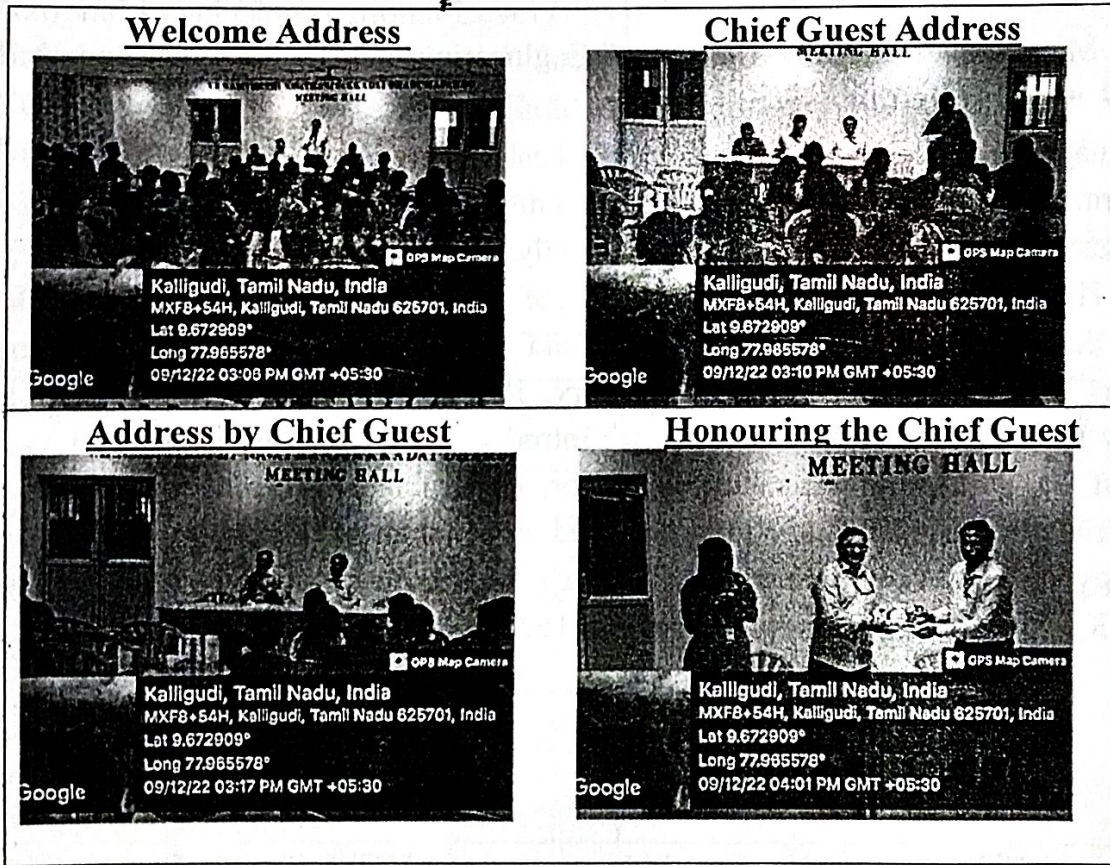 Welcome Address
MEETING HALL
GPS Map Camera
Kalligudi, Tamil Nadu, India
MXF8+54H, Kalligudi, Tamil Nadu 625701, India
Lat 9.672909°
Long 77.965578°
09/12/22 03:08 PM GMT +05:30
Google
Chief Guest Address
MEETING HALL
GPS Map Camera
Kalligudi, Tamil Nadu, India
MXF8+54H, Kalligudi, Tamil Nadu 625701, India
Lat 9.672909°
Long 77.965578°
09/12/22 03:10 PM GMT +05:30
Google
Address by Chief Guest
MEETING HALL
GPS Map Camera
Kalligudi, Tamil Nadu, India
MXF8+54H, Kalligudi, Tamil Nadu 625701, India
Lat 9.672909°
Long 77.965578°
09/12/22 03:17 PM GMT +05:30
Google
Honouring the Chief Guest
MEETING HALL
GPS Map Camera
Kalligudi, Tamil Nadu, India
MXF8+54H, Kalligudi, Tamil Nadu 625701, India
Lat 9.672909°
Long 77.965578°
09/12/22 04:01 PM GMT +05:30
Google